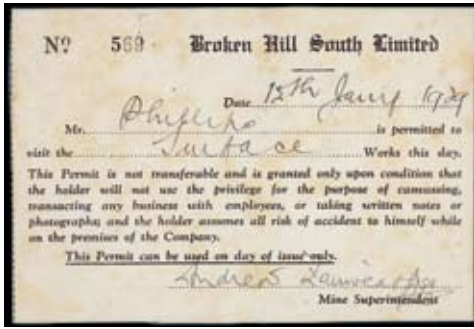 No 569 Broken Hill South Limited
Date 12th Jany 1939
Mr. Phillips is permitted to
visit the Surface Works this day.
This Permit is not transferable and is granted only upon condition that
the holder will not use the privilege for the purpose of canvassing,
transacting any business with employees, or taking written notes or
photographs; and the holder assumes all risk of accident to himself while
on the premises of the Company.
This Permit can be used on day of issue only.
Andrew
Mine Superintendent